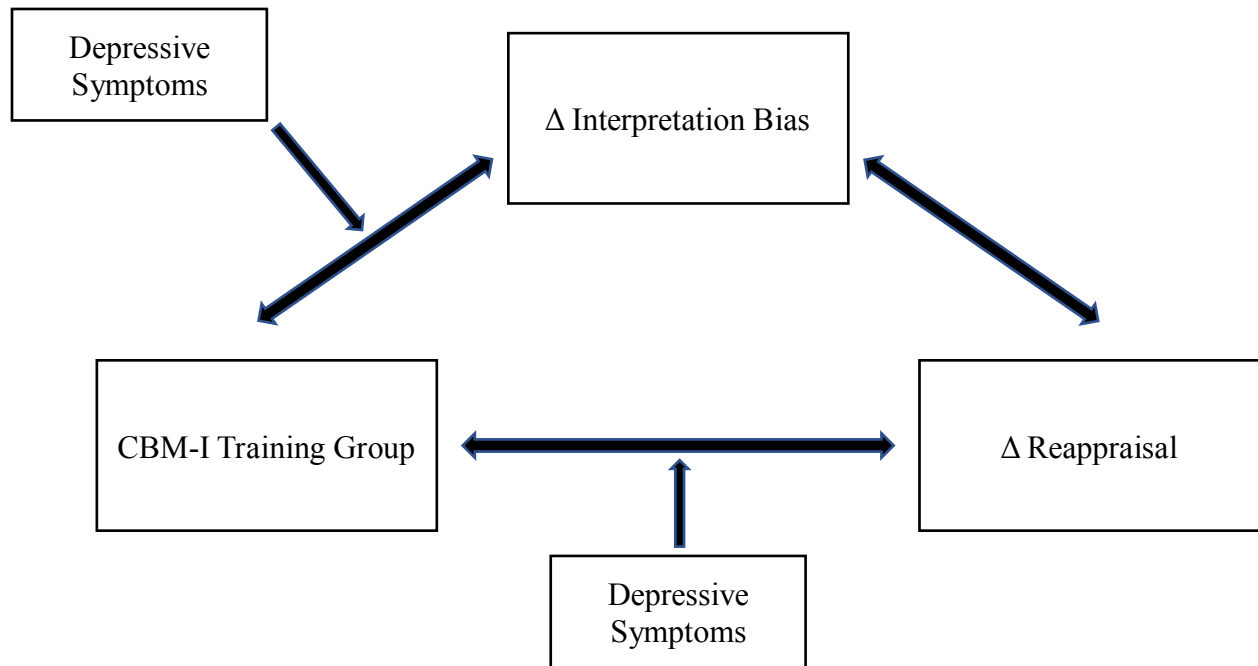 Depressive
Symptoms
Δ Interpretation Bias
CBM-I Training Group
Δ Reappraisal
Depressive
Symptoms